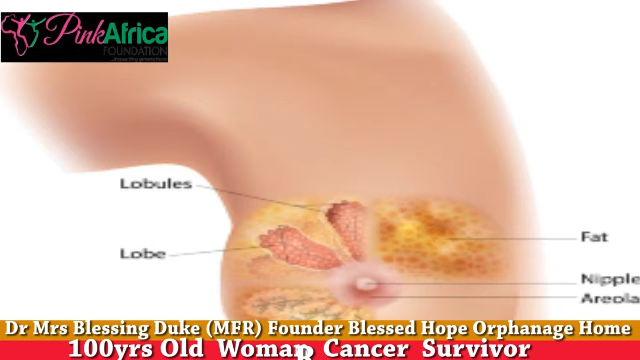 PinkAfrica
FOUNDATION
Lobules
Lobe
Fat
Nipple
Areola
Dr Mrs Blessing Duke (MFR) Founder Blessed Hope Orphanage Home
100yrs Old Woman Cancer Survivor
R